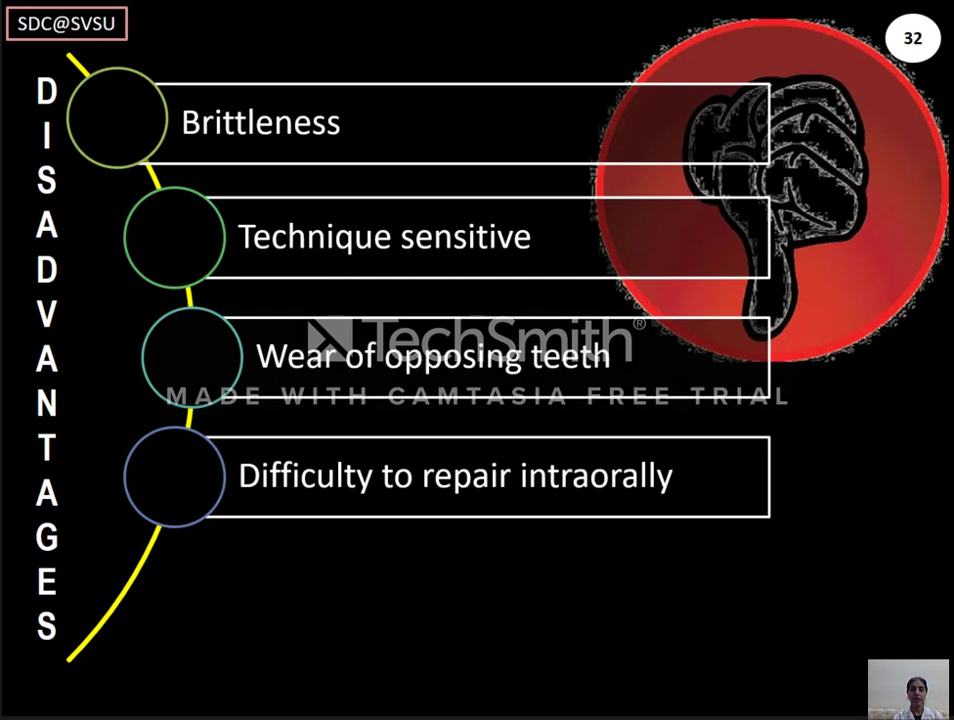 SDC@SVSU
32
DISADVANTAGES
Brittleness
Technique sensitive
TechSmith®
Wear of opposing teeth
MADE WITH CAMTASIA FREE TRIAL
Difficulty to repair intraorally